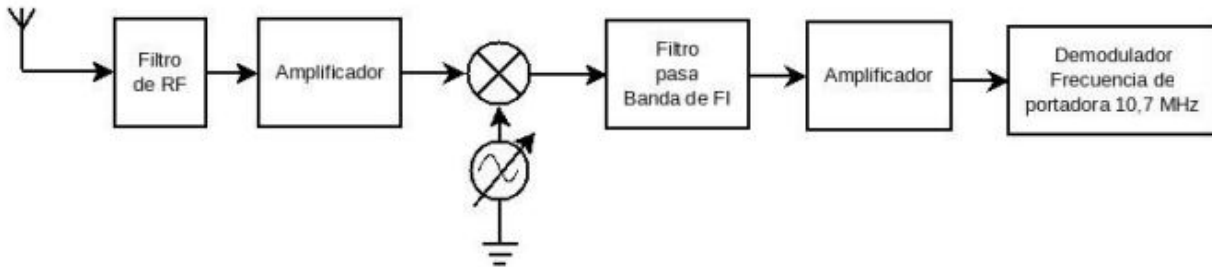 Filtro
de RF
Amplificador
Filtro
pasa
Banda de FI
Amplificador
Demodulador
Frecuencia de
portadora 10,7 MHz